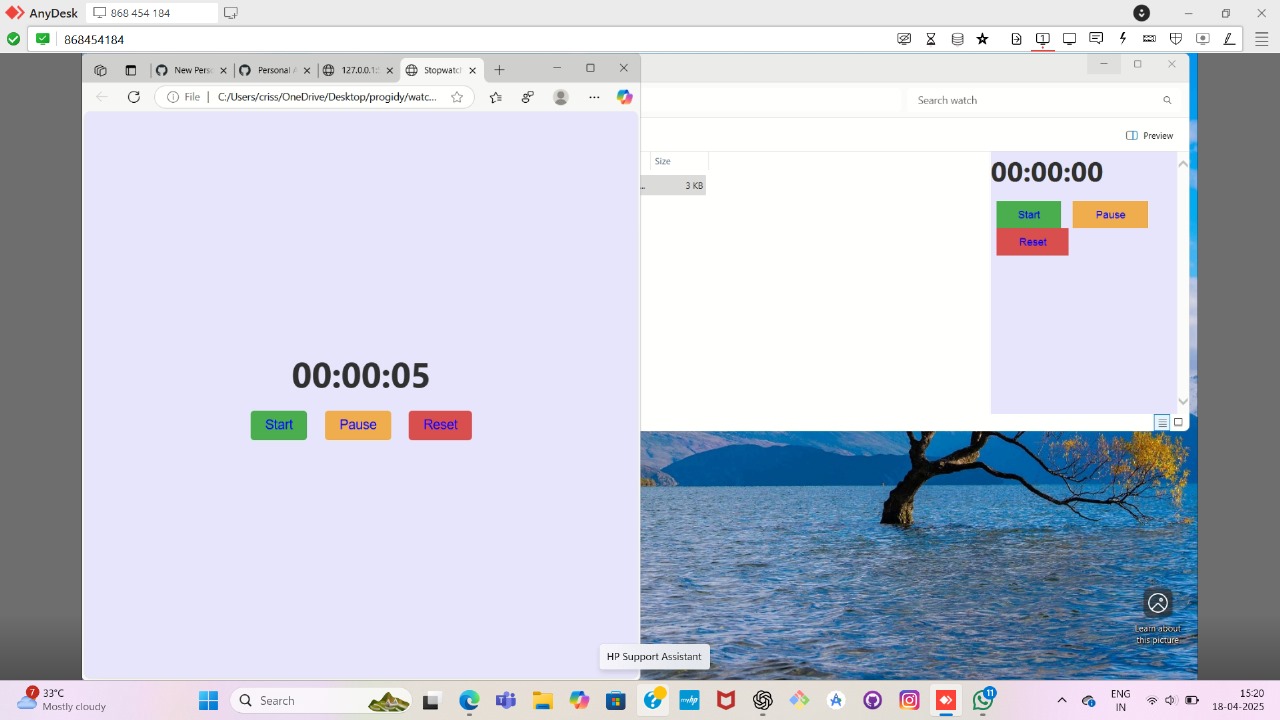 AnyDesk
868 454 184
868454184
New Pers
Personal
127.0.0.1
Stopwatch
File
C:/Users/criss/OneDrive/Desktop/progidy/watc...
Search watch
Preview
Size
... 3 KB
00:00:00
Start
Pause
Reset
00:00:05
Start
Pause
Reset
Learn about
this picture
HP Support Assistant
7
33°C
Mostly cloudy
Search
myhp
11
ENG
IN
15:20
18-04-2025